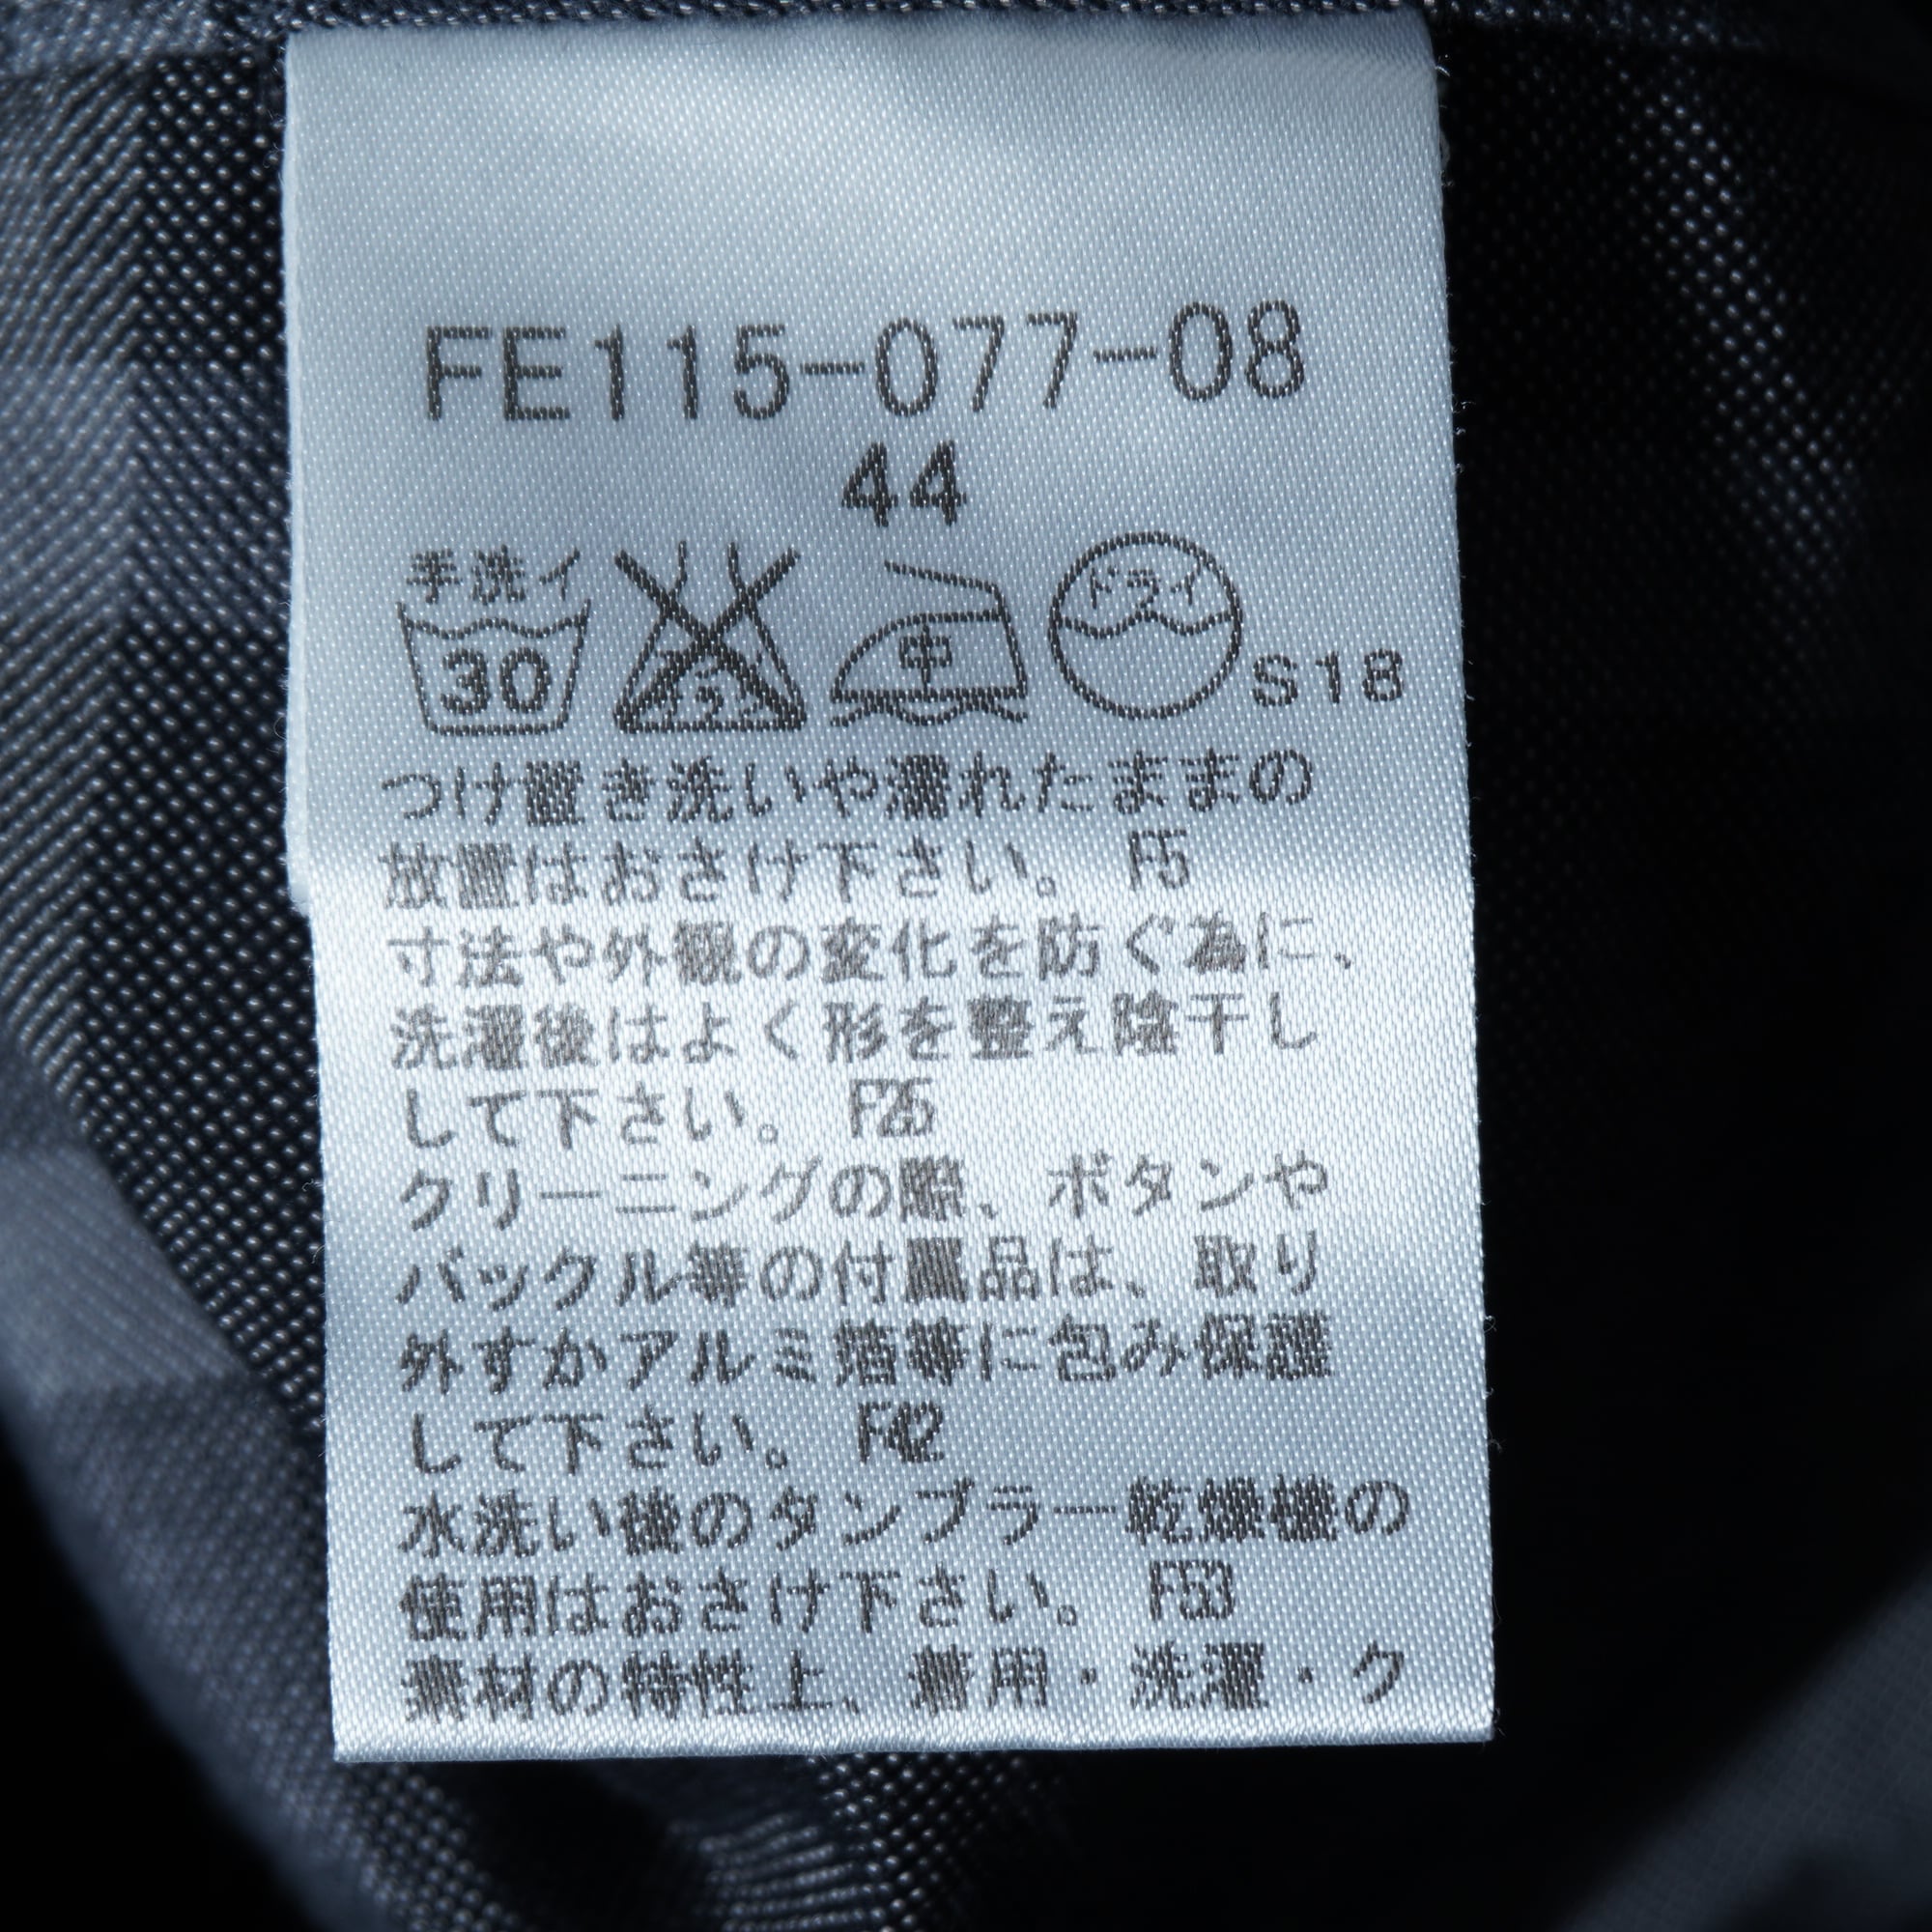 FE115-077-08
44
手洗イ
30
エンソサラシ
中
ドライ
S18
つけ置き洗いや濡れたままの
放置はおさけ下さい。 F5
寸法や外観の変化を防ぐ為に、
洗濯後はよく形を整え陰干し
して下さい。 F25
クリーニングの際、ボタンや
バックル等の付属品は、取り
外すかアルミ箔等に包み保護
して下さい。 F42
水洗い後のタンブラー乾燥機の
使用はおさけ下さい。 F53
素材の特性上、着用・洗濯・ク